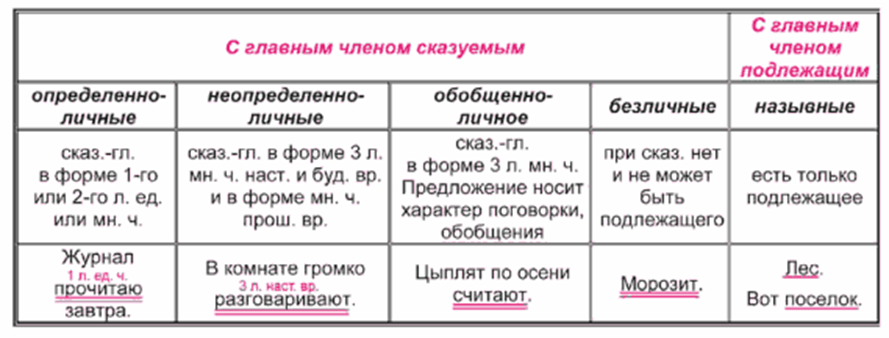 С главным членом сказуемым
С главным
членом
подлежащим
определенно-
личные
неопределенно-
личные
обобщенно-
личное
безличные
назывные
сказ.-гл.
в форме 1-го
или 2-го л. ед.
или мн. ч.
сказ.-гл. в форме 3 л.
мн. ч. наст. и буд. вр.
и в форме мн. ч.
прош. вр.
сказ.-гл.
в форме 3 л. мн. ч.
Предложение носит
характер поговорки,
обобщения
при сказ. нет
и не может
быть
подлежащего
есть только
подлежащее
Журнал
1 л. ед. ч.
прочитаю
завтра.
В комнате громко
3 л. наст. вр.
разговаривают.
Цыплят по осени
считают.
Морозит.
Лес.
Вот поселок.